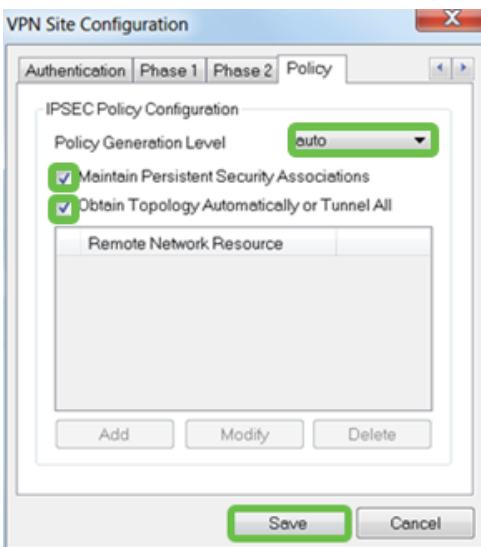 VPN Site Configuration
Authentication Phase 1 Phase 2 Policy
IPSEC Policy Configuration
Policy Generation Level auto
Maintain Persistent Security Associations
Obtain Topology Automatically or Tunnel All
Remote Network Resource
Add Modify Delete
Save Cancel